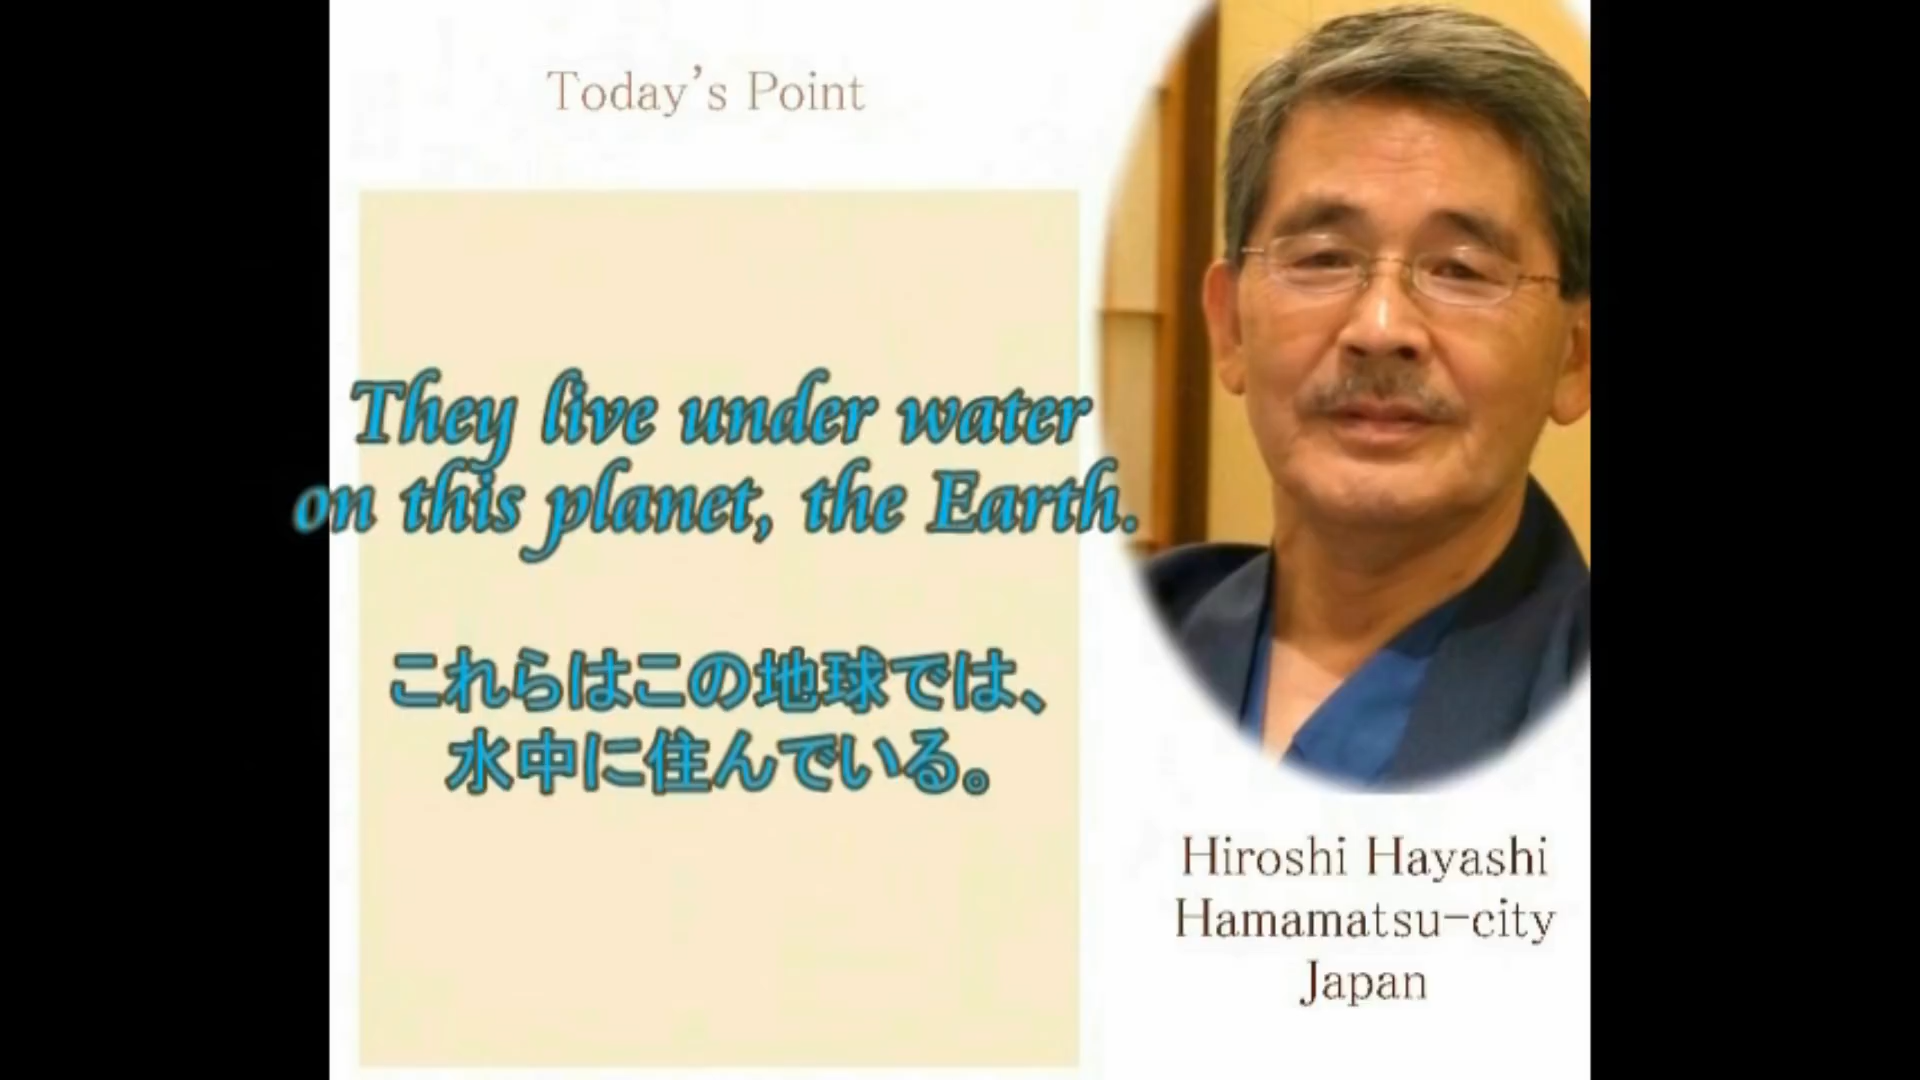 Today's Point
They live under water
on this planet, the Earth.
これらはこの地球では、
水中に住んでいる。
Hiroshi Hayashi
Hamamatsu-city
Japan